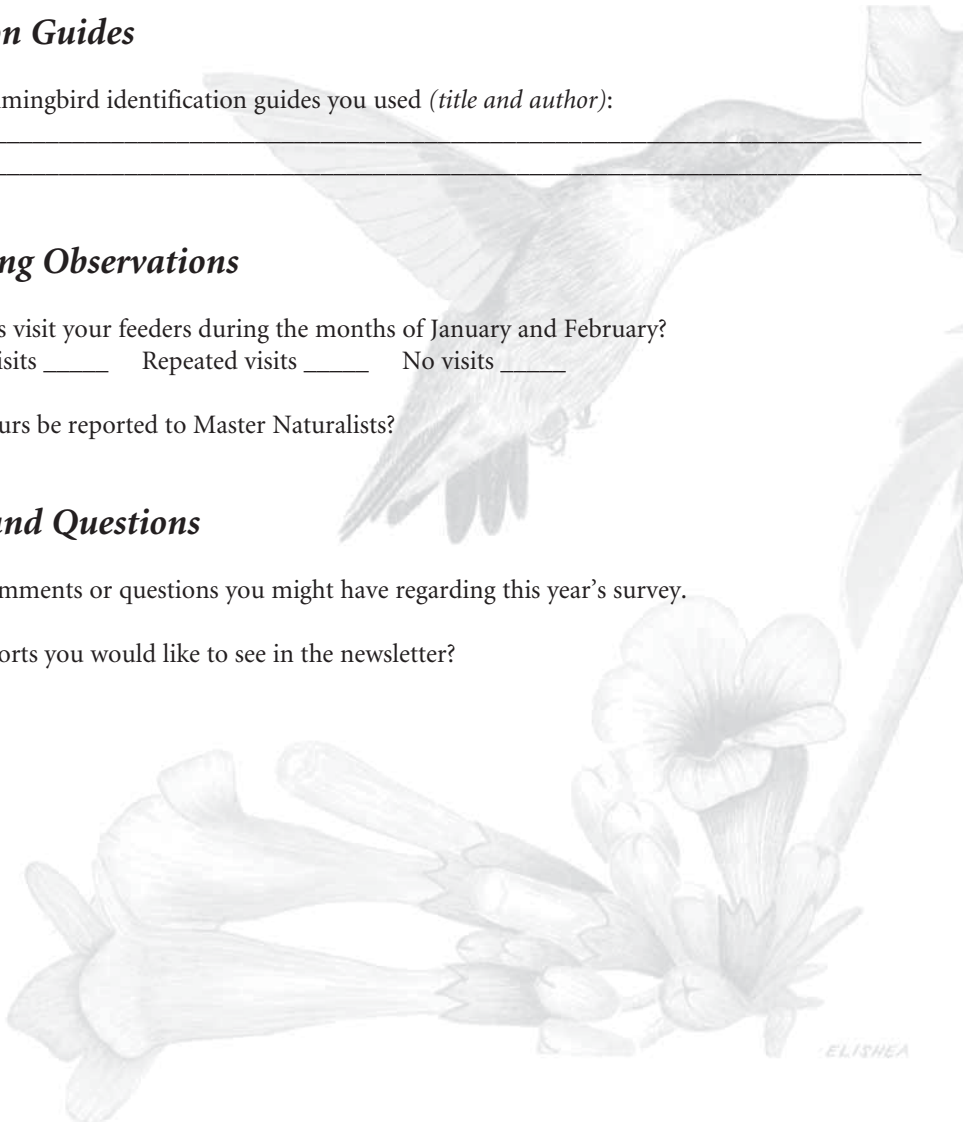 n Guides
mingbird identification guides you used (title and author):
ng Observations
s visit your feeders during the months of January and February?
isits _____ Repeated visits _____ No visits _____
urs be reported to Master Naturalists?
and Questions
mments or questions you might have regarding this year's survey.
orts you would like to see in the newsletter?
ELISHEA